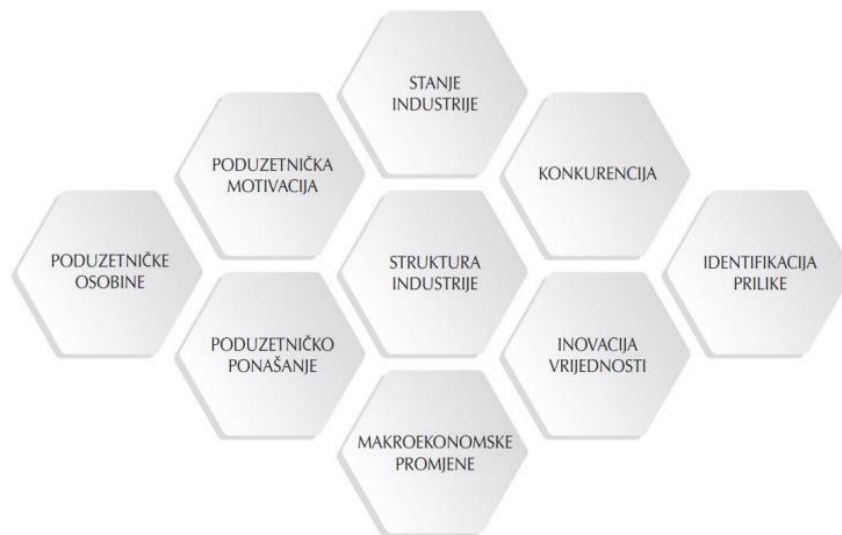 STANJE
INDUSTRIJE
PODUZETNIČKA
MOTIVACIJA
KONKURENCIJA
PODUZETNIČKE
OSOBINE
STRUKTURA
INDUSTRIJE
IDENTIFIKACIJA
PRILIKE
PODUZETNIČKO
PONAŠANJE
INOVACIJA
VRIJEDNOSTI
MAKROEKONOMSKE
PROMJENE